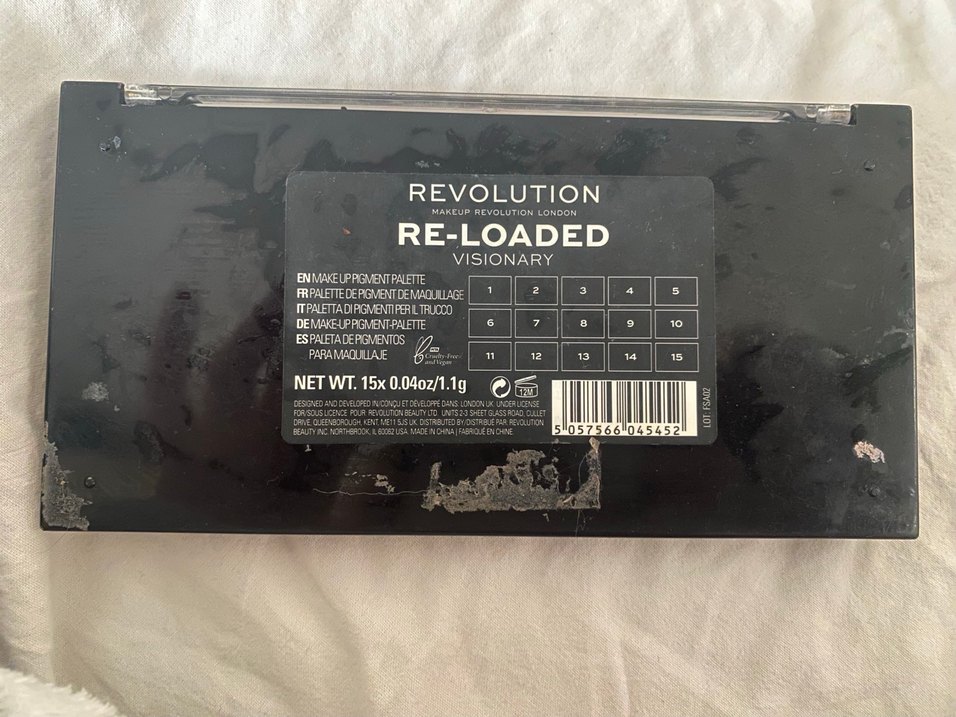 REVOLUTION
MAKEUP REVOLUTION LONDON
RE-LOADED
VISIONARY
EN MAKE UP PIGMENT PALETTE
FR PALETTE DE PIGMENT DE MAQUILLAGE
IT PALETTA DI PIGMENTI PER IL TRUCCO
DE MAKE-UP PIGMENT-PALETTE
ES PALETA DE PIGMENTOS
PARA MAQUILLAJE
Cruelty-Free
and Vegan
1 2 3 4 5
6 7 8 9 10
11 12 13 14 15
NET WT. 15x 0.04oz/1.1g
12M
DESIGNED AND DEVELOPED IN/CONÇU ET DÉVELOPPÉ DANS: LONDON UK UNDER LICENSE
FOR/SOUS LICENCE POUR REVOLUTION BEAUTY LTD. UNITS 2-3 SHEET GLASS ROAD, CULLET
DRIVE, QUEENBOROUGH, KENT, ME11 5JS UK. DISTRIBUTED BY/DISTRIBUÉ PAR: REVOLUTION
BEAUTY INC. NORTHBROOK, IL 60062 USA. MADE IN CHINA | FABRIQUÉ EN CHINE.
5 057566 045452
LOT: FSA02